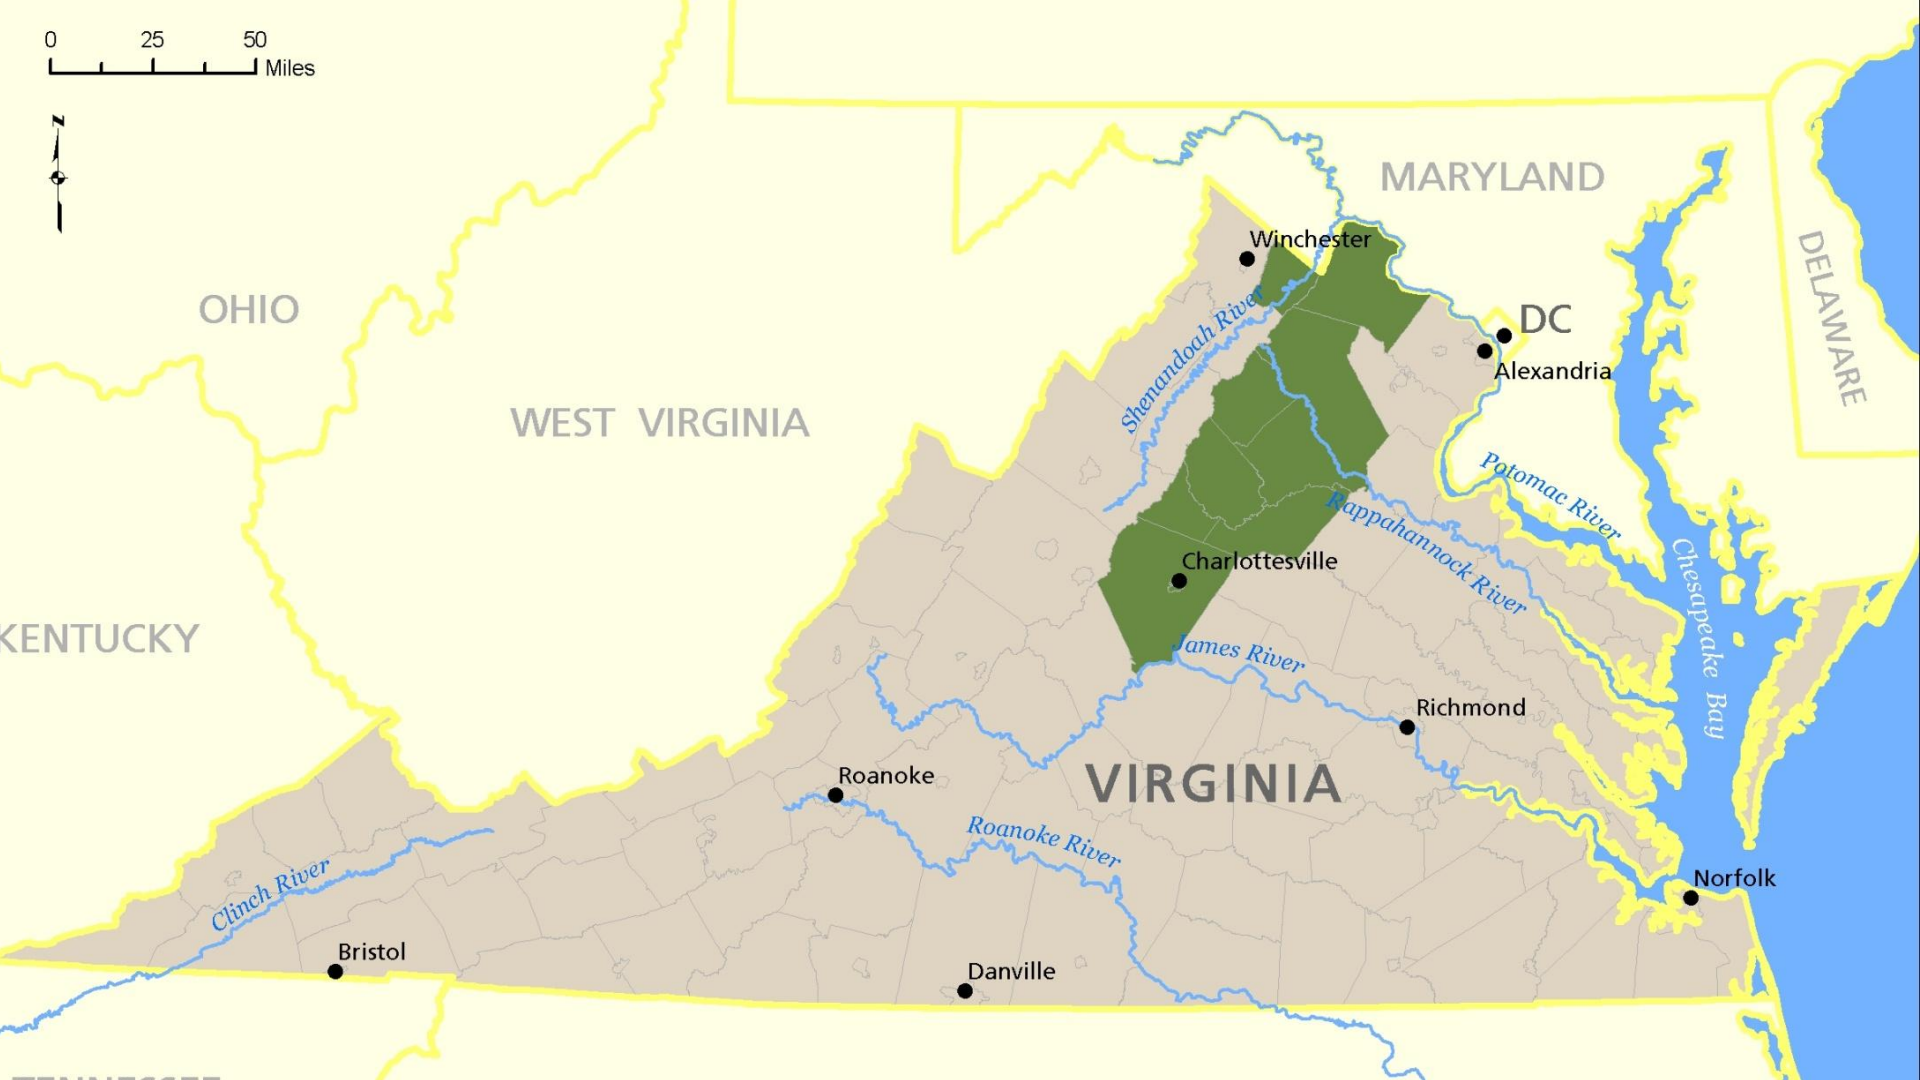 0 25 50
Miles
N
MARYLAND
Winchester
DELAWARE
OHIO
DC
Shenandoah River
Alexandria
WEST VIRGINIA
Potomac River
Rappahannock River
Charlottesville
Chesapeake Bay
KENTUCKY
James River
Richmond
Roanoke
VIRGINIA
Roanoke River
Clinch River
Norfolk
Bristol
Danville
TENNESSEE